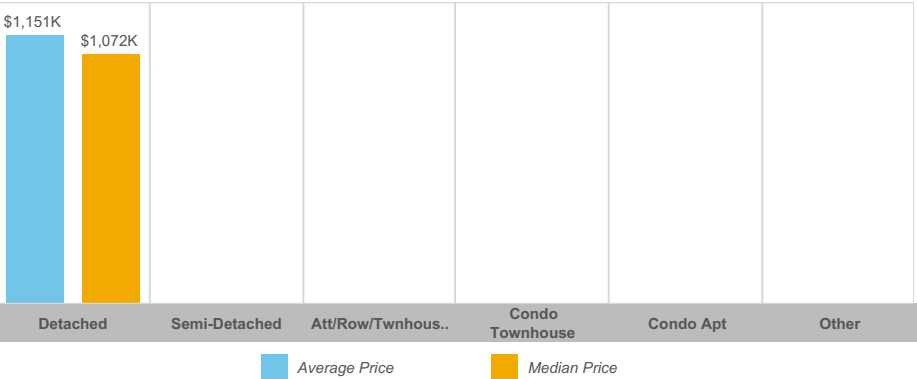 $1,151K
$1,072K
Detached
Semi-Detached
Att/Row/Twnhous..
Condo
Townhouse
Condo Apt
Other
Average Price
Median Price